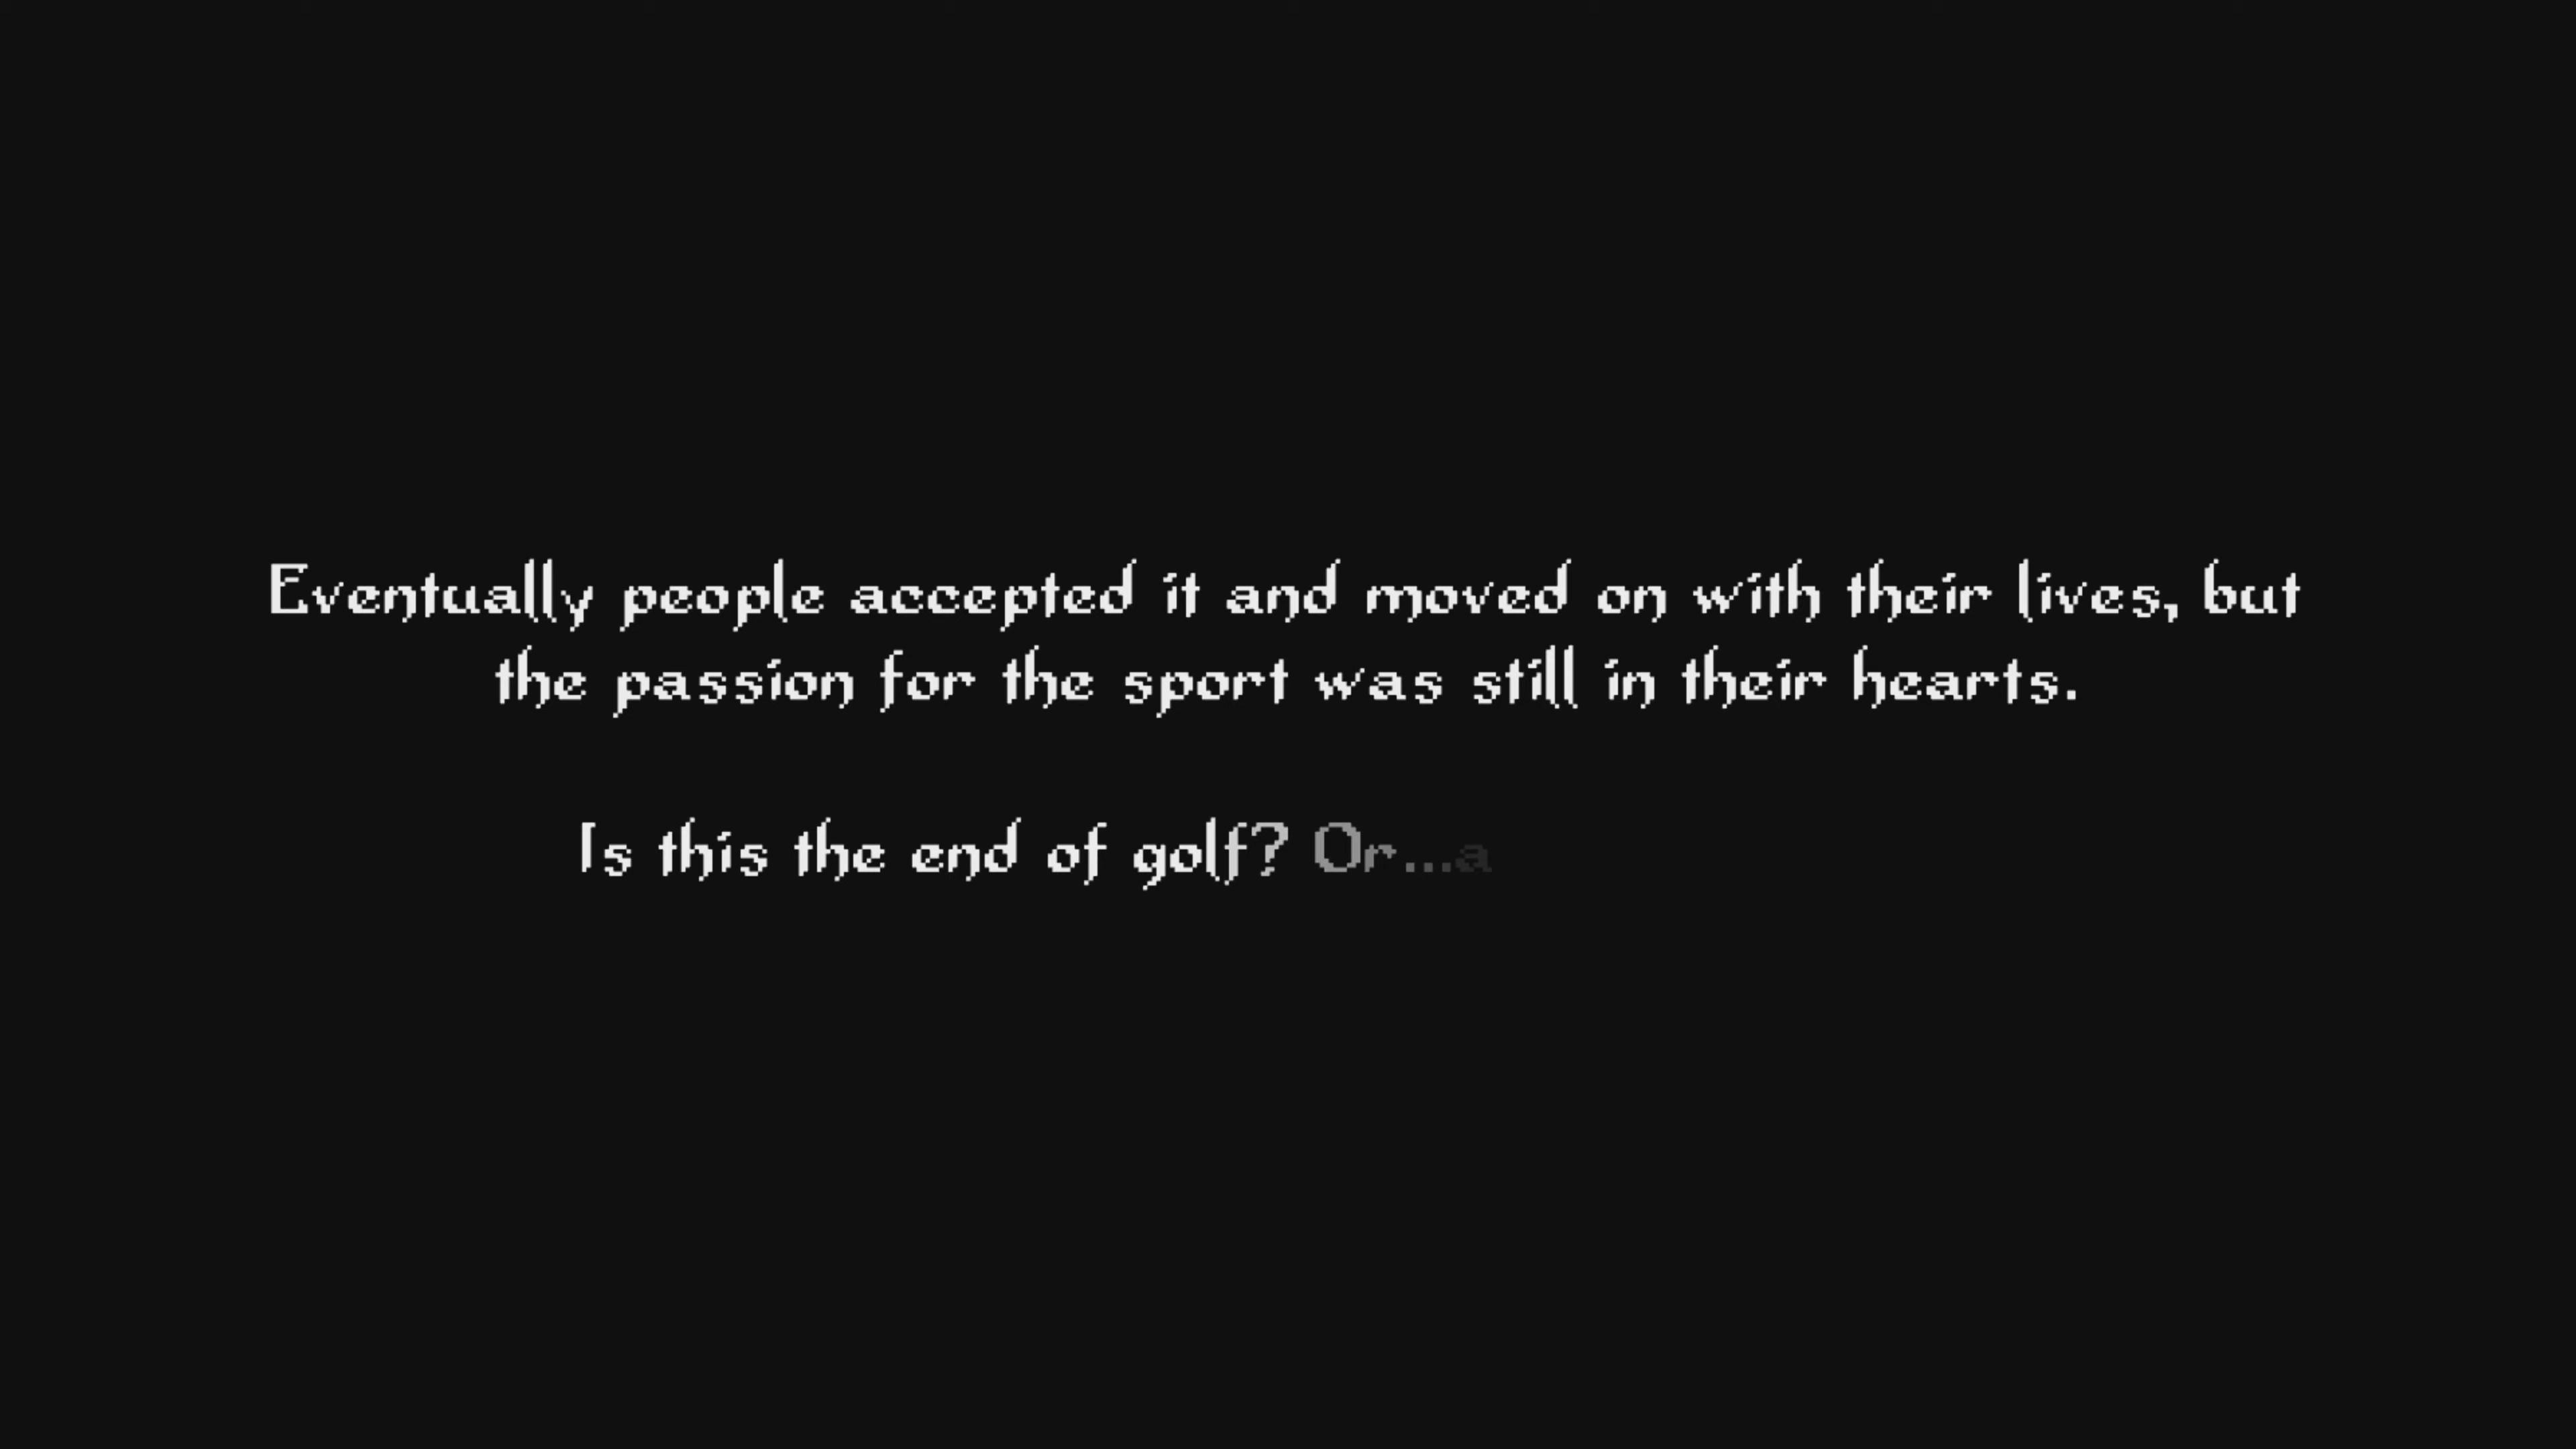 Eventually people accepted it and moved on with their lives, but
the passion for the sport was still in their hearts.
Is this the end of golf? Or...a